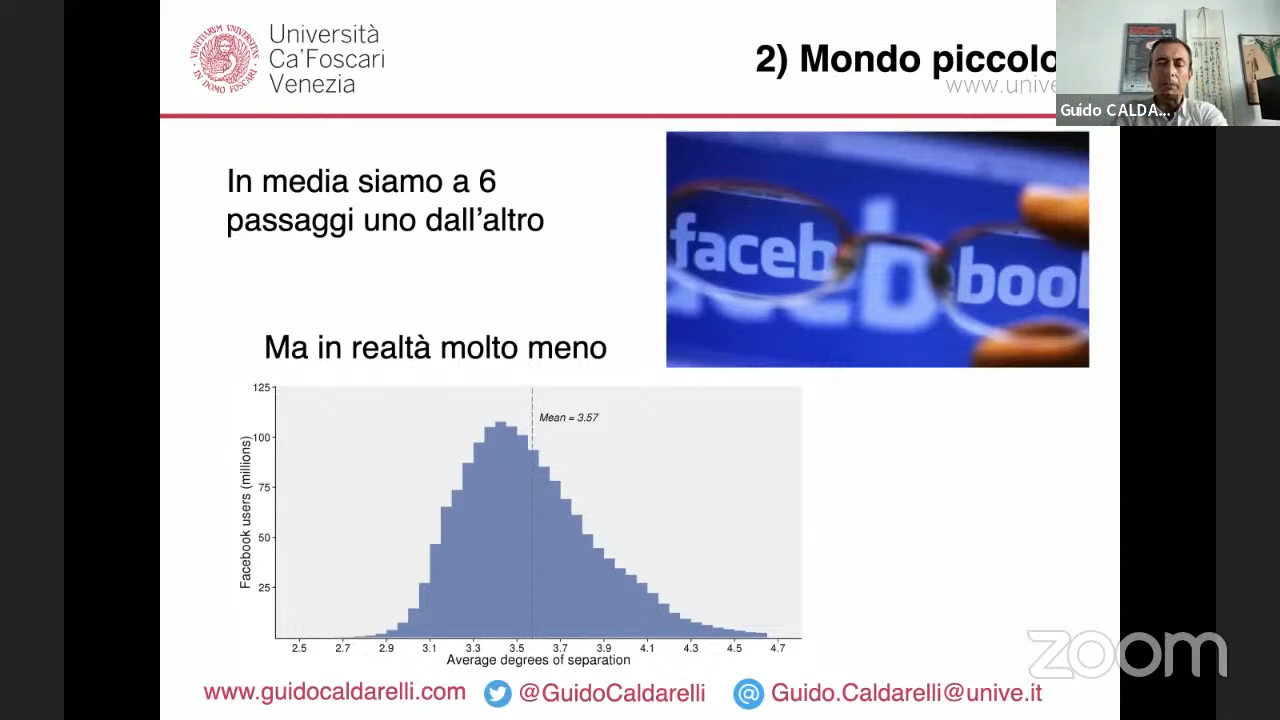 Università
Ca'Foscari
Venezia
2) Mondo piccolo
www.unive
Guido CALDA...
In media siamo a 6
passaggi uno dall'altro
faceb
book
Ma in realtà molto meno
125
100
75
50
25
Facebook users (millions)
Mean = 3.57
2.5 2.7 2.9 3.1 3.3 3.5 3.7 3.9 4.1 4.3 4.5 4.7
Average degrees of separation
zoom
www.guidocaldarelli.com @GuidoCaldarelli @ Guido.Caldarelli@unive.it